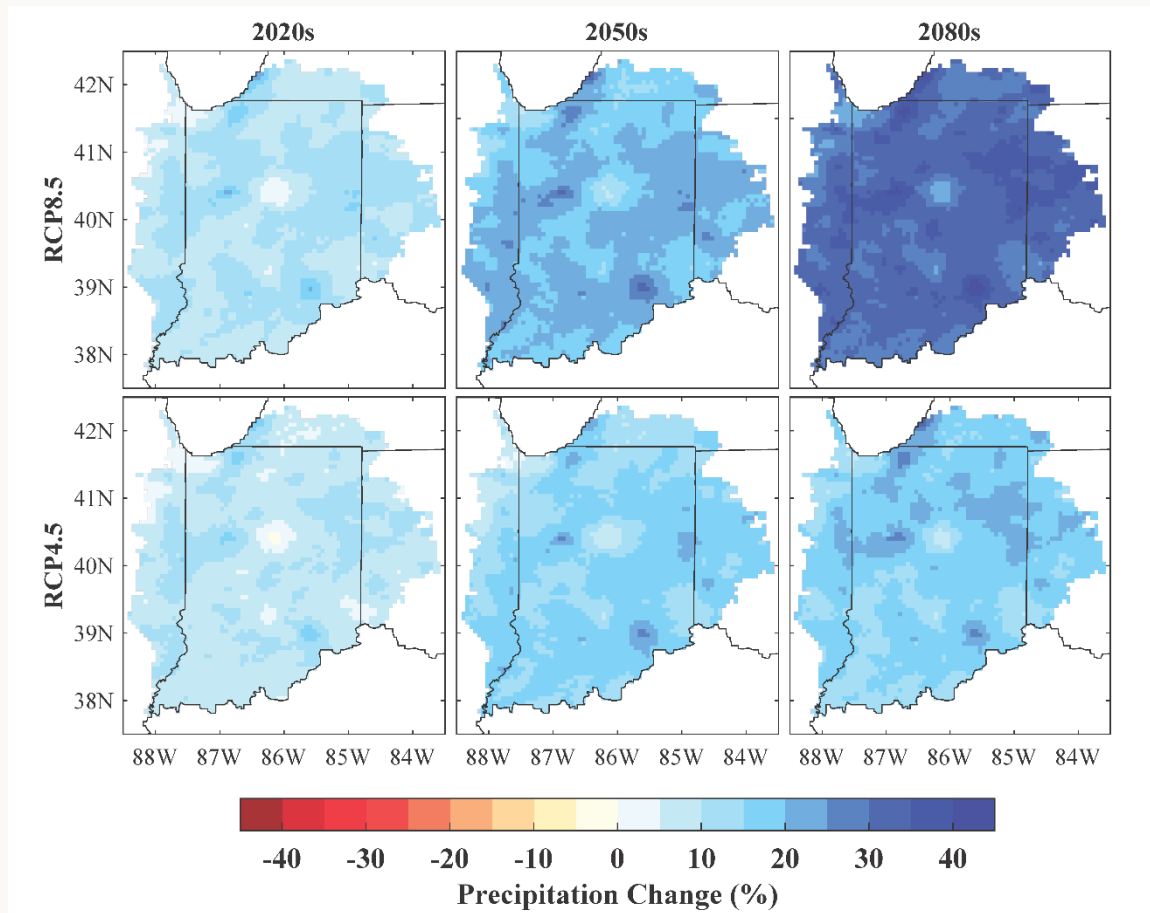 2020s 2050s 2080s
RCP8.5
42N
41N
40N
39N
38N
RCP4.5
42N
41N
40N
39N
38N
88W 87W 86W 85W 84W 88W 87W 86W 85W 84W 88W 87W 86W 85W 84W
-40 -30 -20 -10 0 10 20 30 40
Precipitation Change (%)